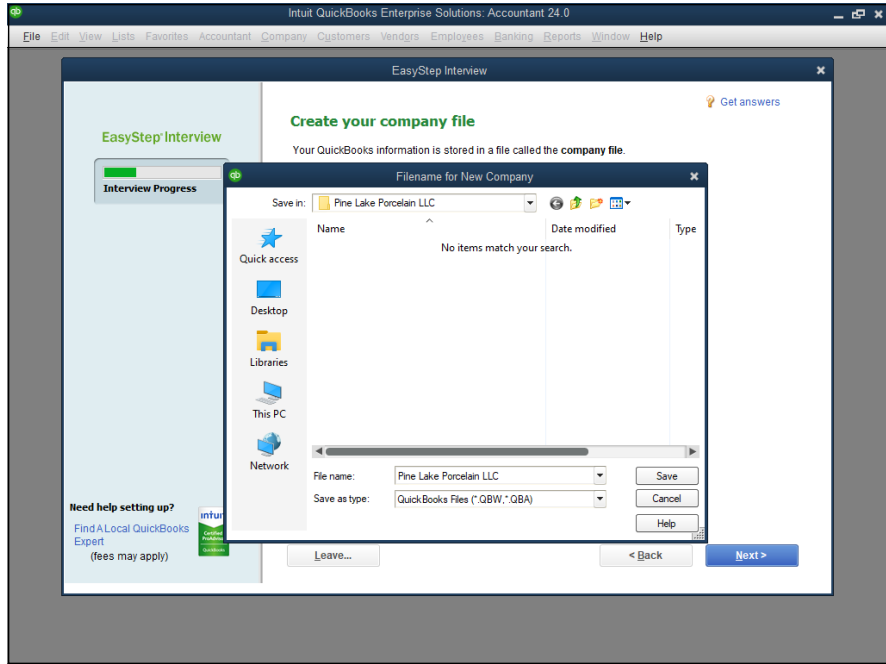 Intuit QuickBooks Enterprise Solutions: Accountant 24.0
File Edit View Lists Favorites Accountant Company Customers Vendors Employees Banking Reports Window Help
EasyStep Interview
Get answers
EasyStep Interview
Create your company file
Your QuickBooks information is stored in a file called the company file.
Interview Progress
qb Filename for New Company
Save in: Pine Lake Porcelain LLC
Name Date modified Type
No items match your search.
Quick access
Desktop
Libraries
This PC
Network
File name: Pine Lake Porcelain LLC Save
Save as type: QuickBooks Files (*.QBW,*.QBA) Cancel
Help
Need help setting up?
Find A Local QuickBooks
Expert
(fees may apply)
Leave... < Back Next >